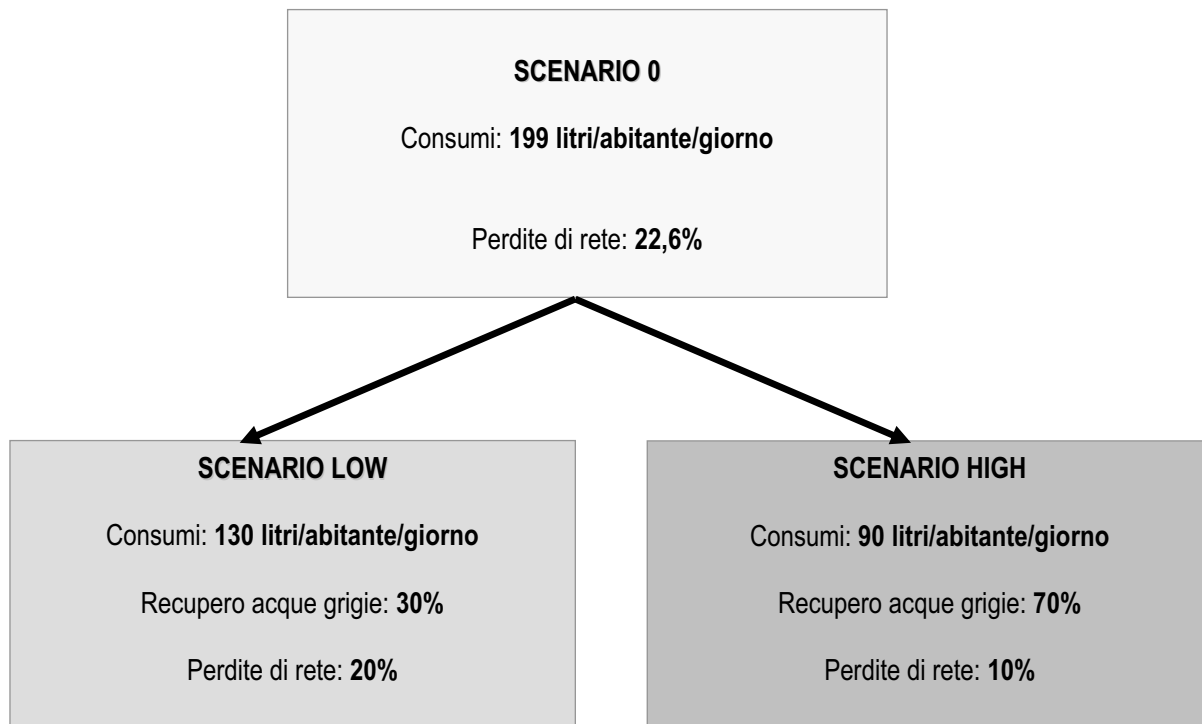 SCENARIO 0
Consumi: 199 litri/abitante/giorno
Perdite di rete: 22,6%
SCENARIO LOW
Consumi: 130 litri/abitante/giorno
Recupero acque grigie: 30%
Perdite di rete: 20%
SCENARIO HIGH
Consumi: 90 litri/abitante/giorno
Recupero acque grigie: 70%
Perdite di rete: 10%